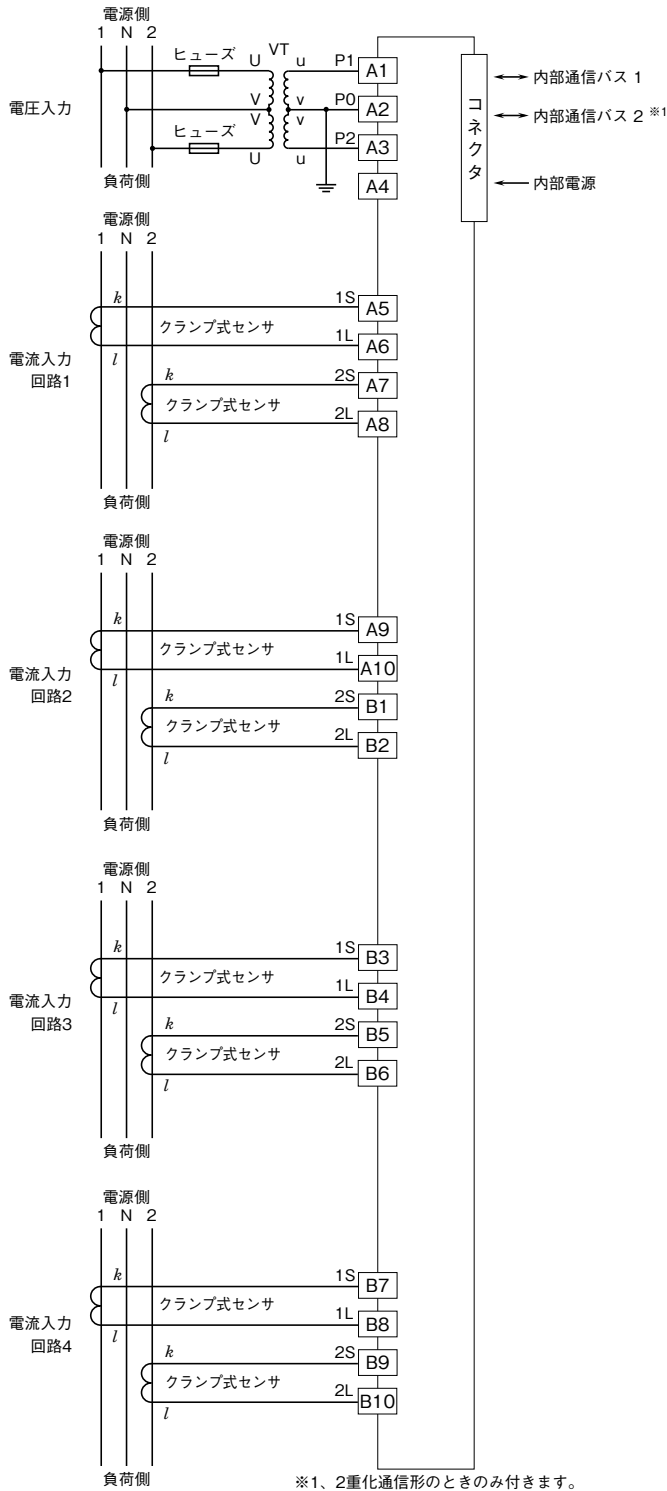 電源側
1 N 2
ヒューズ U VT u P1 A1
電圧入力 V v P0 A2
V v
ヒューズ U u P2 A3
A4
負荷側
コネクタ
内部通信バス 1
内部通信バス 2 ※1
内部電源
電源側
1 N 2
電流入力
回路1
k 1S A5
クランプ式センサ
l 1L A6
k 2S A7
クランプ式センサ
l 2L A8
負荷側
電源側
1 N 2
電流入力
回路2
k 1S A9
クランプ式センサ
l 1L A10
k 2S B1
クランプ式センサ
l 2L B2
負荷側
電源側
1 N 2
電流入力
回路3
k 1S B3
クランプ式センサ
l 1L B4
k 2S B5
クランプ式センサ
l 2L B6
負荷側
電源側
1 N 2
電流入力
回路4
k 1S B7
クランプ式センサ
l 1L B8
k 2S B9
クランプ式センサ
l 2L B10
負荷側
※1、2重化通信形のときのみ付きます。